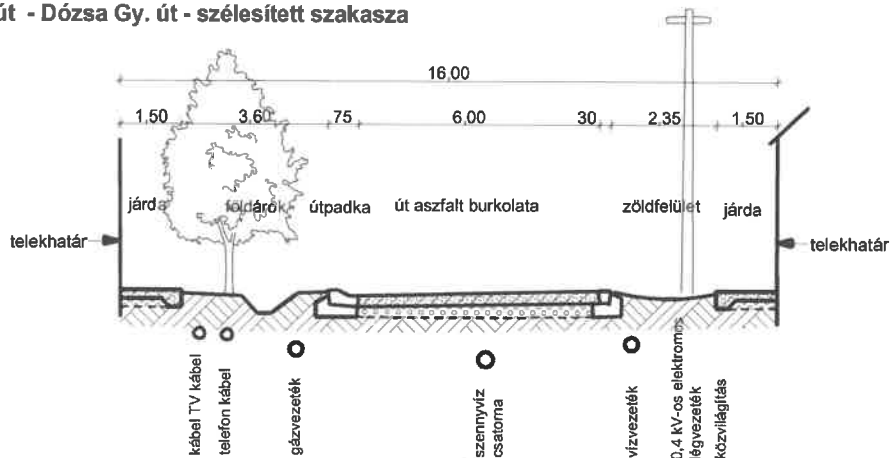 út - Dózsa Gy. út - szélesített szakasza
16,00
1,50 3,60 75 6,00 30 2,35 1,50
járda földárok útpadka út aszfalt burkolata zöldfelület járda
telekhatár telekhatár
kábel TV kábel
telefon kábel
gázvezeték
szennyvíz
csatorna
vízvezeték
0,4 kV-os elektromos
légvezeték
közvilágítás